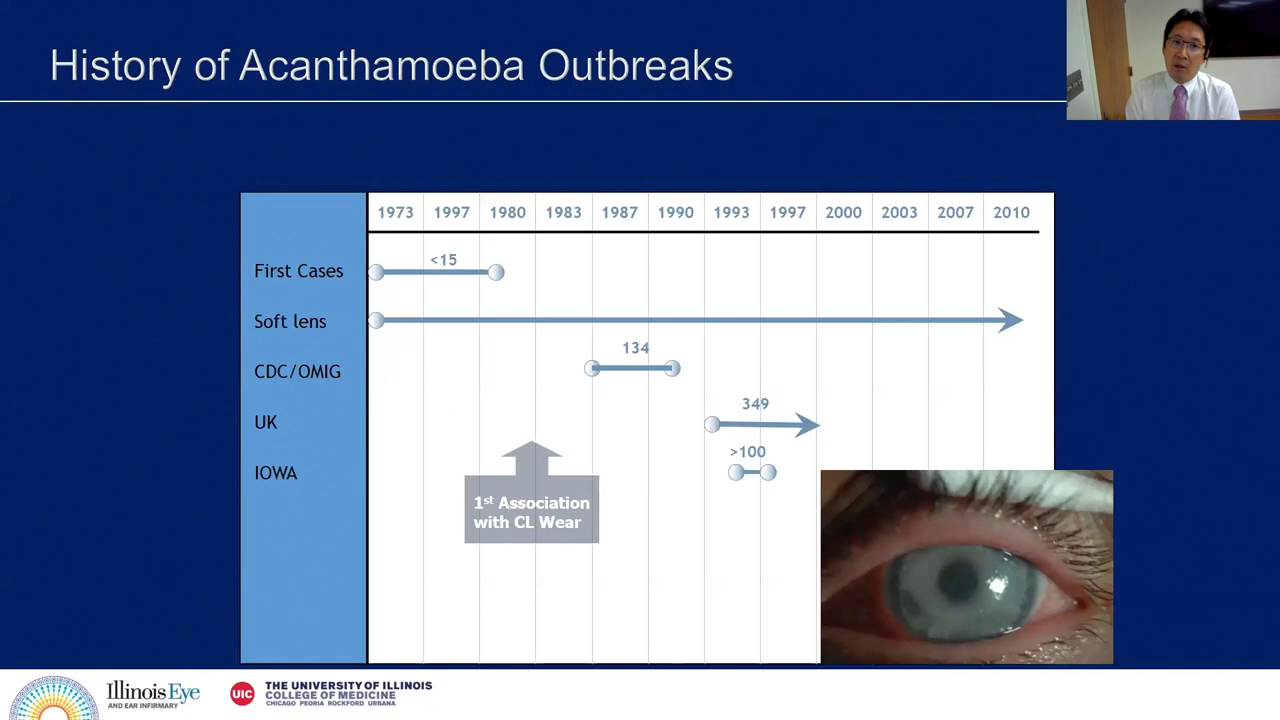 History of Acanthamoeba Outbreaks
1973 1997 1980 1983 1987 1990 1993 1997 2000 2003 2007 2010
First Cases
<15
Soft lens
CDC/OMIG
134
UK
349
IOWA
>100
1st Association
with CL Wear
Illinois Eye
AND EAR INFIRMARY
UIC
THE UNIVERSITY OF ILLINOIS
COLLEGE OF MEDICINE
CHICAGO PEORIA ROCKFORD URBANA